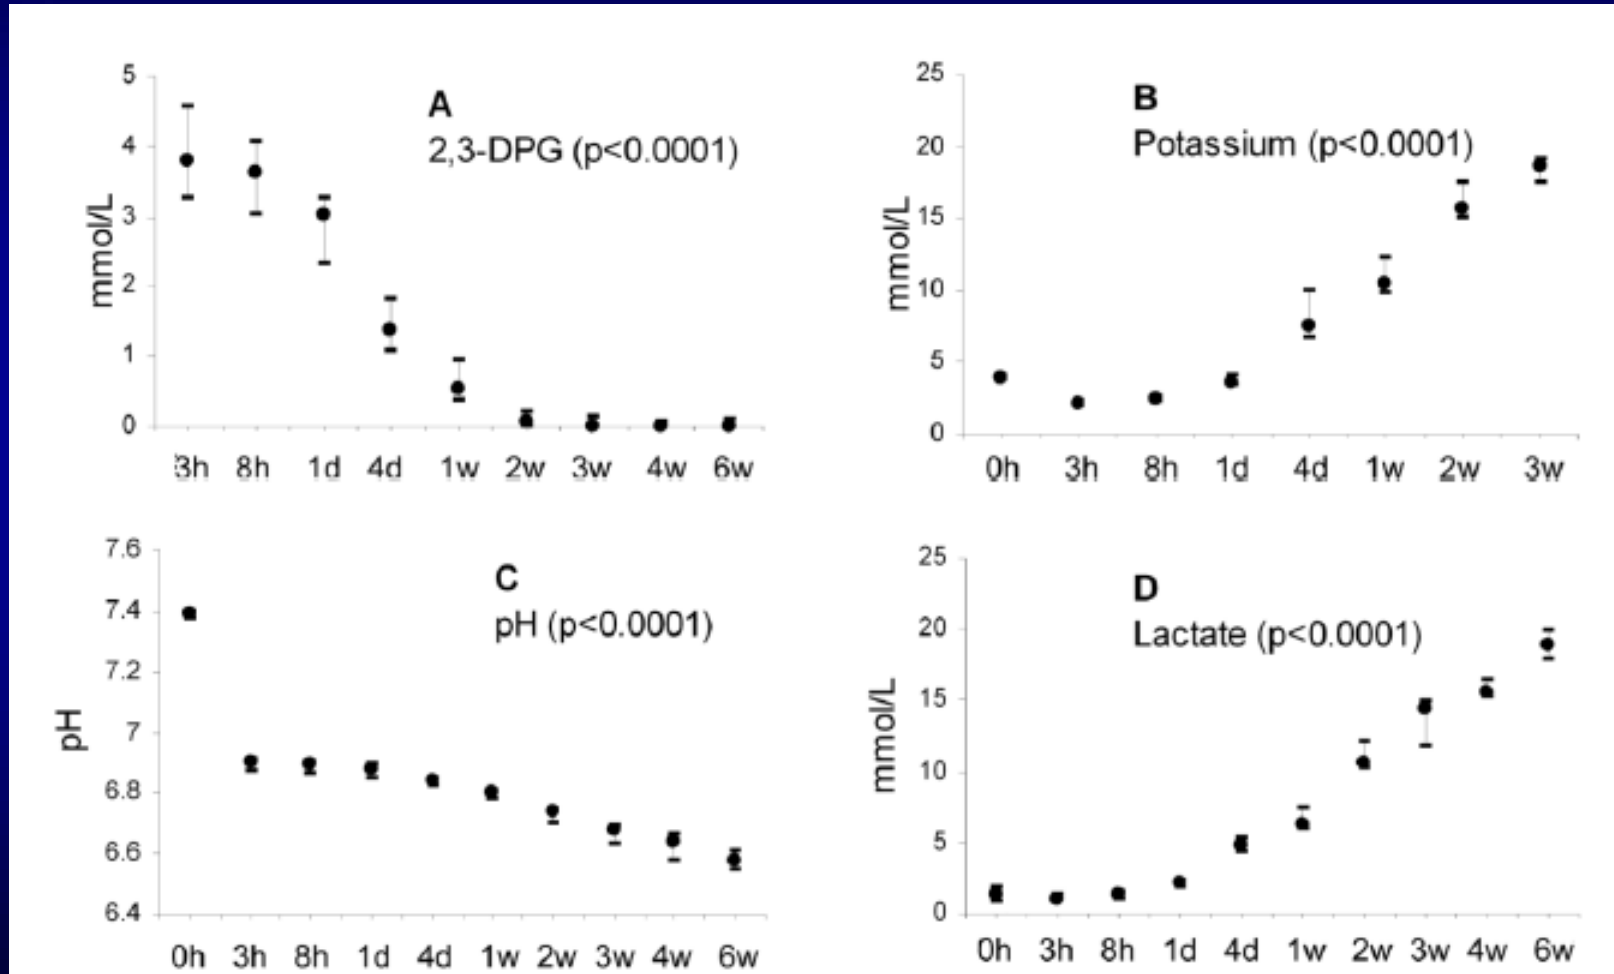 A
2,3-DPG (p<0.0001)
mmol/L
5
4
3
2
1
0
3h 8h 1d 4d 1w 2w 3w 4w 6w
B
Potassium (p<0.0001)
mmol/L
25
20
15
10
5
0
0h 3h 8h 1d 4d 1w 2w 3w
C
pH (p<0.0001)
pH
7.6
7.4
7.2
7
6.8
6.6
6.4
0h 3h 8h 1d 4d 1w 2w 3w 4w 6w
D
Lactate (p<0.0001)
mmol/L
25
20
15
10
5
0
0h 3h 8h 1d 4d 1w 2w 3w 4w 6w